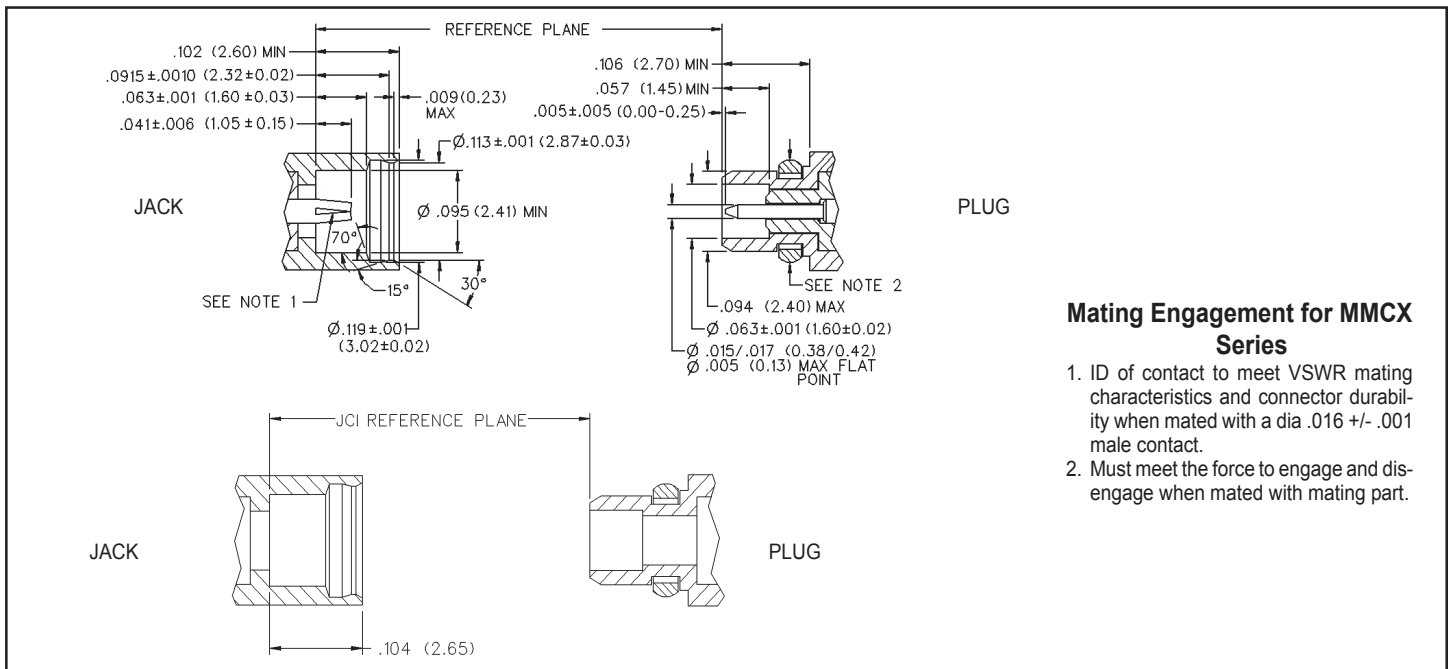 REFERENCE PLANE
.102 (2.60) MIN
.0915±.0010 (2.32±0.02)
.063±.001 (1.60±0.03)
.041±.006 (1.05±0.15)
.009(0.23)
MAX
Ø.113±.001 (2.87±0.03)
JACK
Ø .095 (2.41) MIN
70°
SEE NOTE 1
15°
30°
Ø.119±.001
(3.02±0.02)
.106 (2.70) MIN
.057 (1.45) MIN
.005±.005 (0.00-0.25)
PLUG
SEE NOTE 2
.094 (2.40) MAX
Ø .063±.001 (1.60±0.02)
Ø .015/.017 (0.38/0.42)
Ø .005 (0.13) MAX FLAT
POINT
Mating Engagement for MMCX
Series
1. ID of contact to meet VSWR mating
characteristics and connector durabil-
ity when mated with a dia .016 +/- .001
male contact.
2. Must meet the force to engage and dis-
engage when mated with mating part.
JCI REFERENCE PLANE
JACK
PLUG
.104 (2.65)